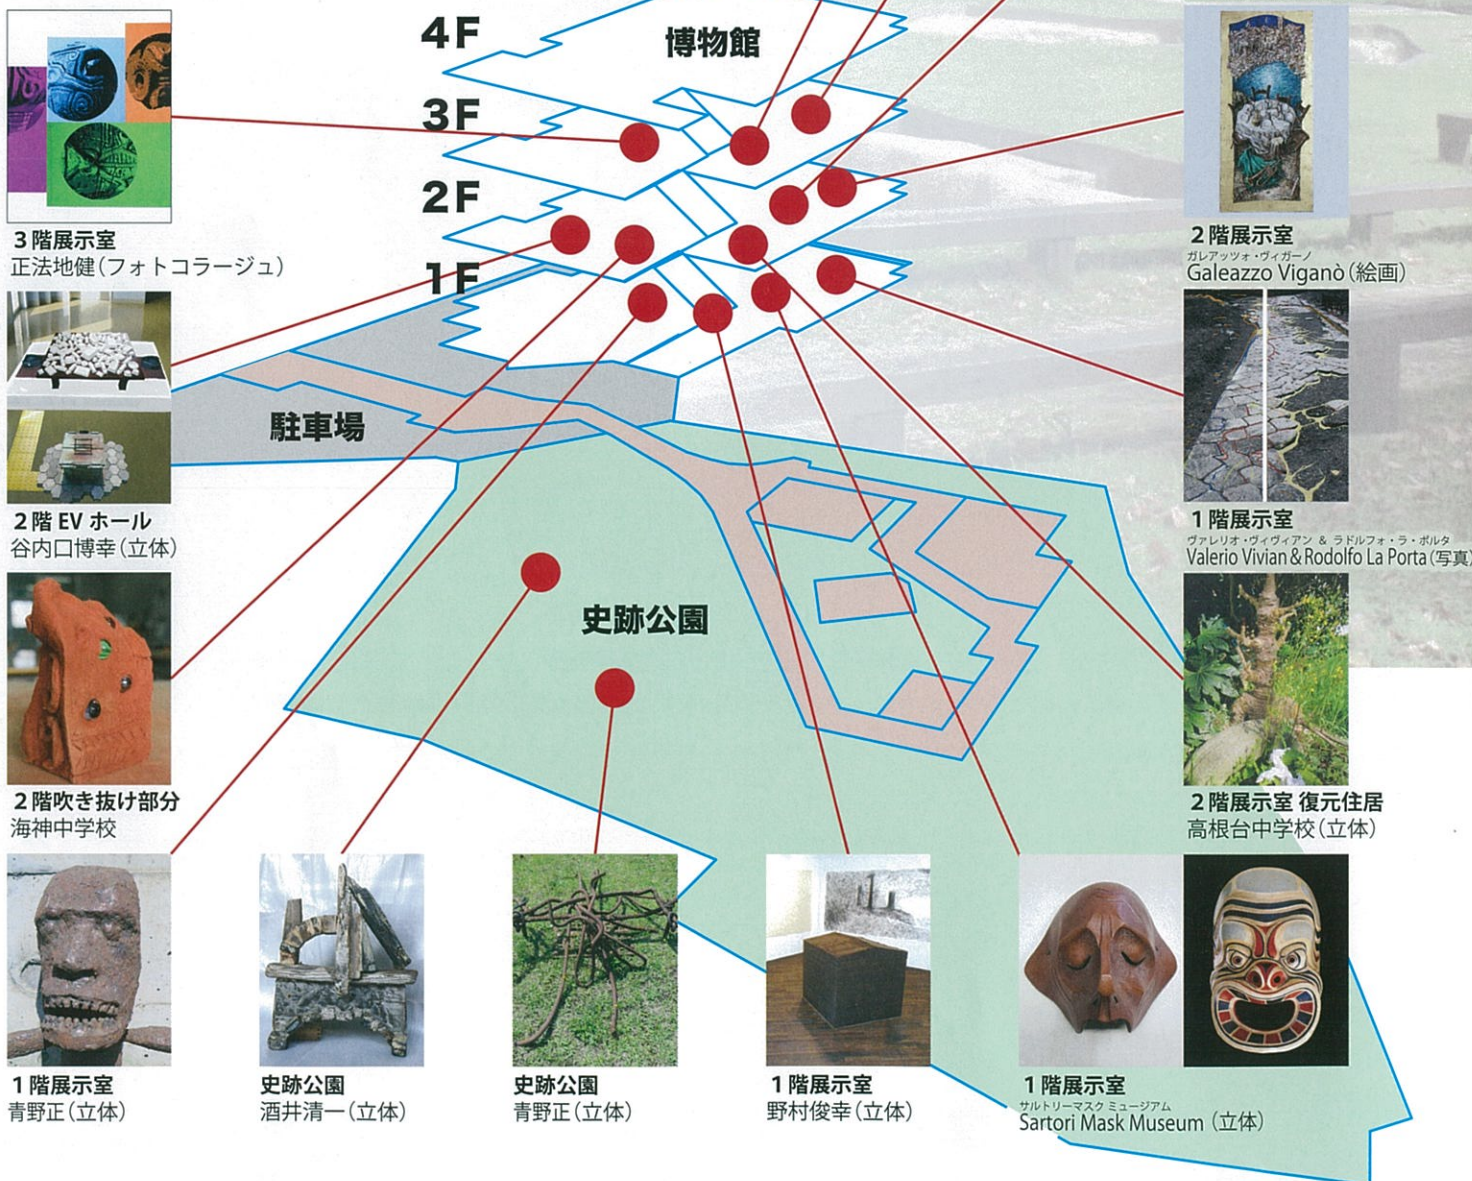 4F
博物館
3F
2F
1F
駐車場
史跡公園
3階展示室
正法地健（フォトコラージュ）
2階 EV ホール
谷内口博幸（立体）
2階吹き抜け部分
海神中学校
1階展示室
青野正（立体）
史跡公園
酒井清一（立体）
史跡公園
青野正（立体）
1階展示室
野村俊幸（立体）
1階展示室
サルトリーマスク ミュージアム
Sartori Mask Museum（立体）
2階展示室
ガレアッツォ・ヴィガーノ
Galeazzo Viganò（絵画）
1階展示室
ヴァレリオ・ヴィヴィアン & ラドルフォ・ラ・ポルタ
Valerio Vivian & Rodolfo La Porta（写真）
2階展示室 復元住居
高根台中学校（立体）